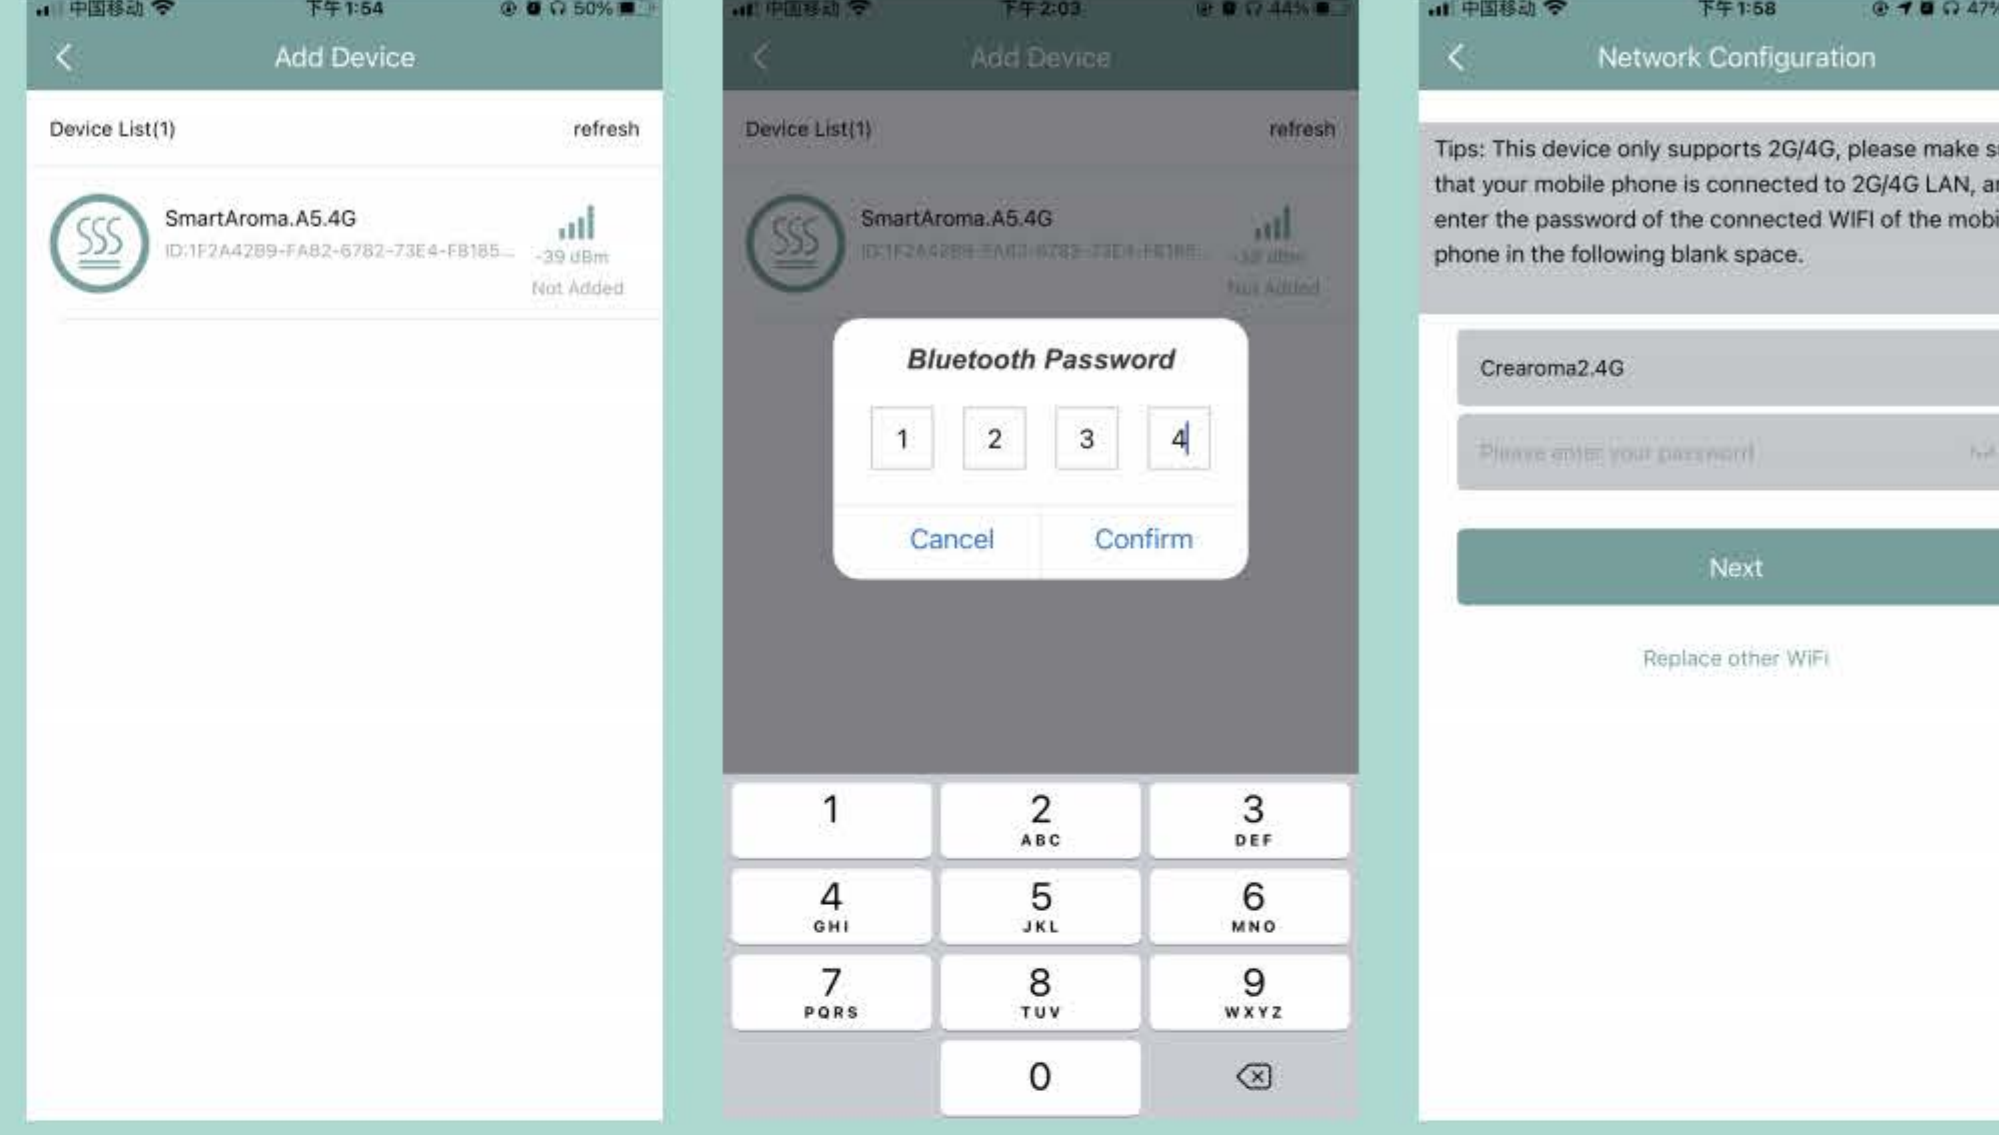 中国移动 下午1:54 50%
Add Device
Device List(1) refresh
SmartAroma.A5.4G
ID:1F2A42B9-FA82-6782-73E4-F8185... -39 dBm
Not Added
中国移动 下午2:03 44%
Add Device
Device List(1) refresh
SmartAroma.A5.4G
Not Added
Bluetooth Password
1 2 3 4
Cancel Confirm
1 2 3
ABC DEF
4 5 6
GHI JKL MNO
7 8 9
PQRS TUV WXYZ
0
中国移动 下午1:58 47%
Network Configuration
Tips: This device only supports 2G/4G, please make s
that your mobile phone is connected to 2G/4G LAN, a
enter the password of the connected WIFI of the mobi
phone in the following blank space.
Crearoma2.4G
Please enter your password
Next
Replace other WiFi